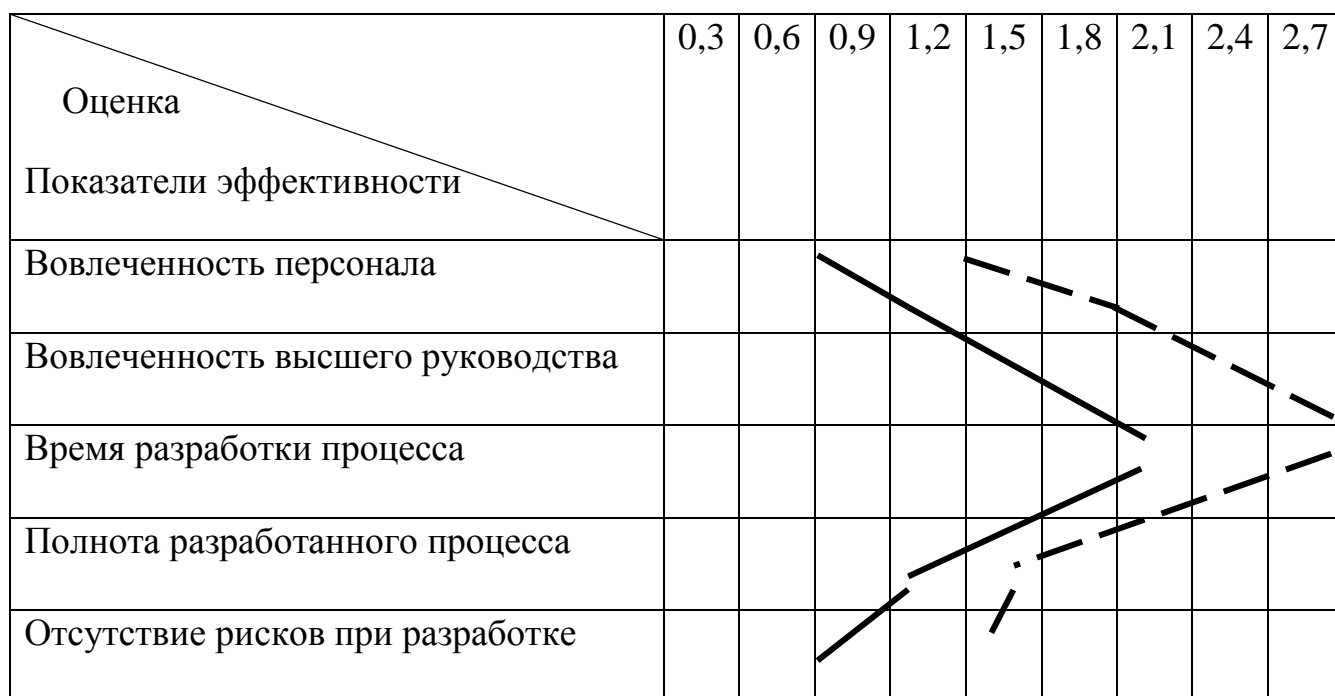 0,3 0,6 0,9 1,2 1,5 1,8 2,1 2,4 2,7
Оценка
Показатели эффективности
Вовлеченность персонала
Вовлеченность высшего руководства
Время разработки процесса
Полнота разработанного процесса
Отсутствие рисков при разработке